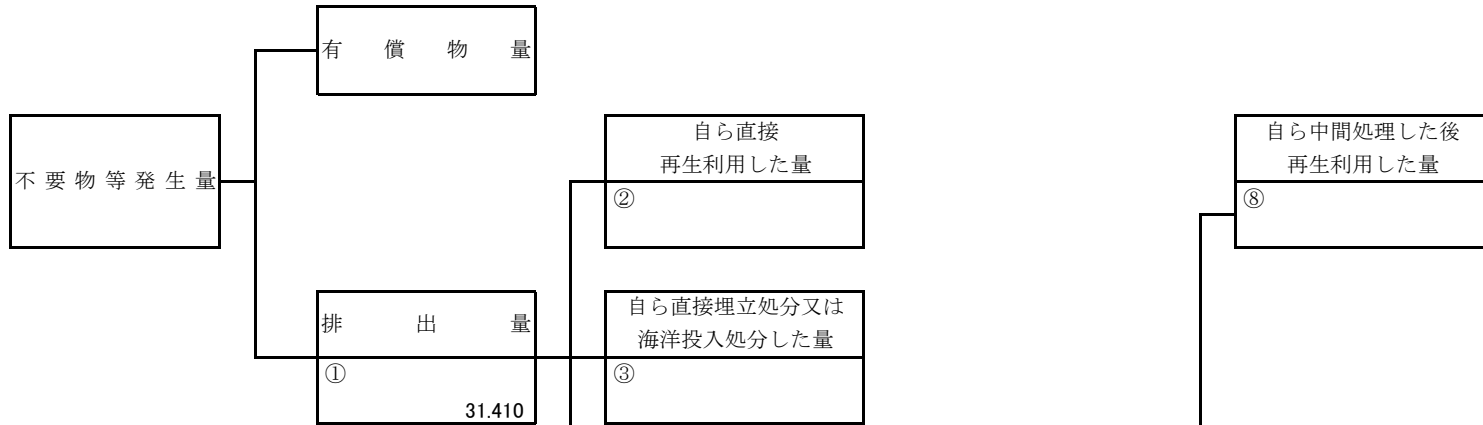 有償物量
不要物等発生量
自ら直接
再生利用した量
②
自ら中間処理した後
再生利用した量
⑧
排出量
①
31.410
自ら直接埋立処分又は
海洋投入処分した量
③